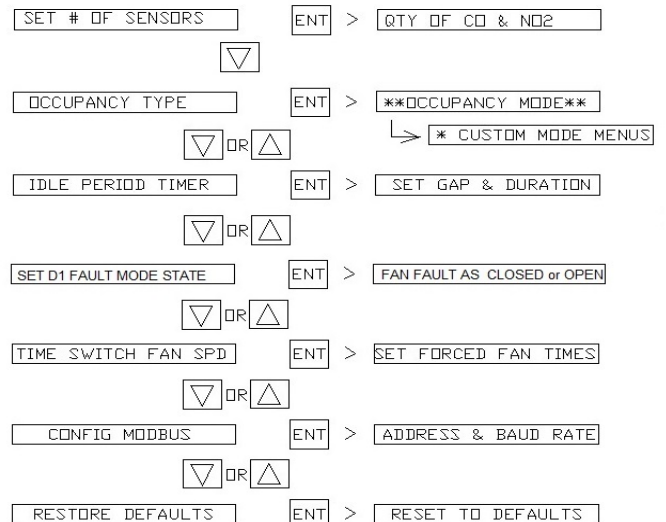 SET # OF SENSORS ENT > QTY OF CO & NO2
OCCUPANCY TYPE ENT > **OCCUPANCY MODE**
OR * CUSTOM MODE MENUS
IDLE PERIOD TIMER ENT > SET GAP & DURATION
OR
SET D1 FAULT MODE STATE ENT > FAN FAULT AS CLOSED or OPEN
OR
TIME SWITCH FAN SPD ENT > SET FORCED FAN TIMES
OR
CONFIG MODBUS ENT > ADDRESS & BAUD RATE
OR
RESTORE DEFAULTS ENT > RESET TO DEFAULTS